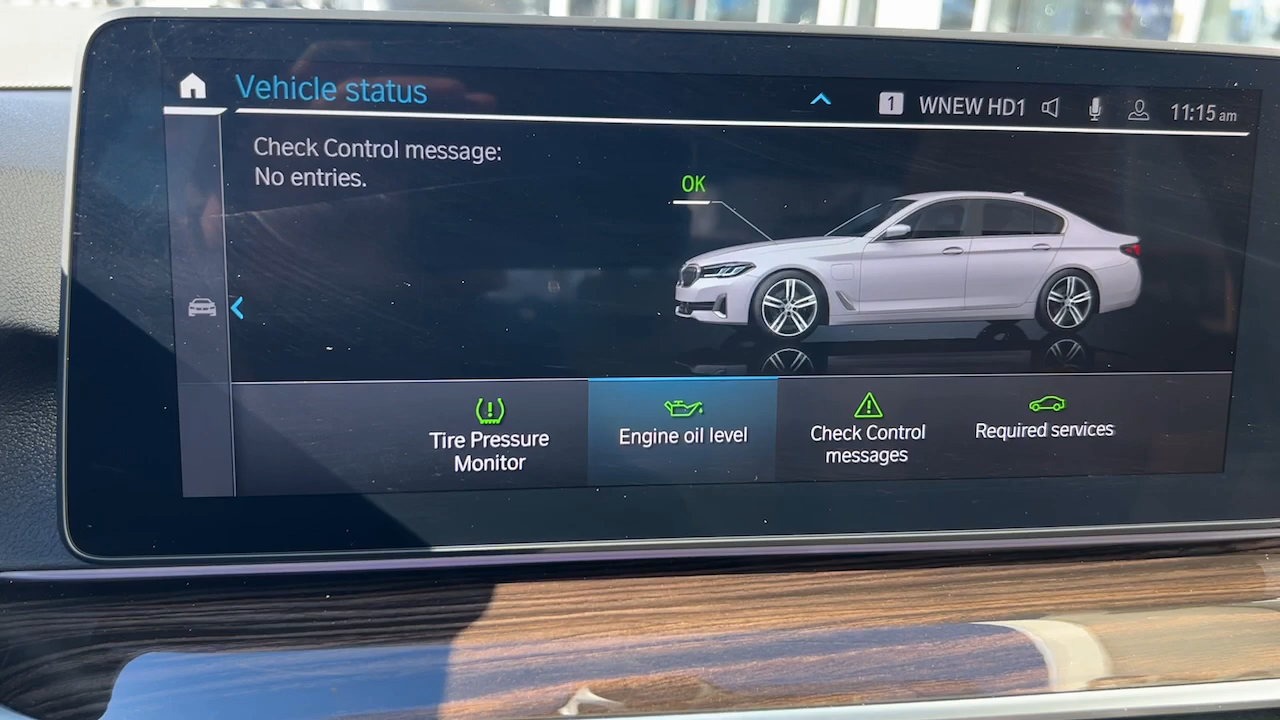 Vehicle status
1 WNEW HD1 11:15 am
Check Control message:
No entries.
OK
Tire Pressure
Monitor
Engine oil level
Check Control
messages
Required services